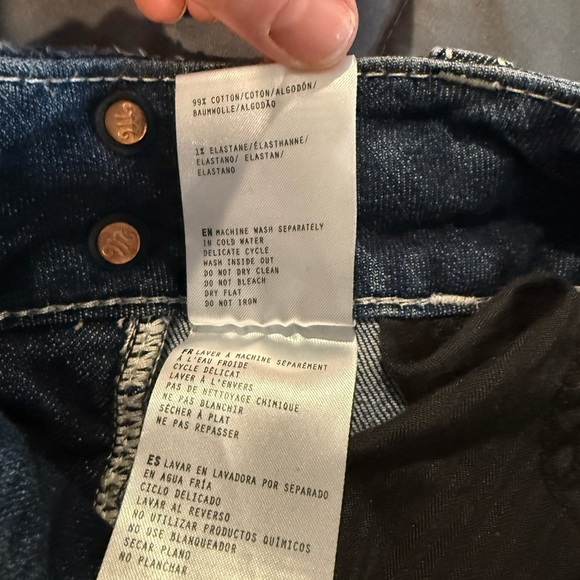 99% COTTON/COTON/ALGODÓN/
BAUMWOLLE/ALGODÃO
1% ELASTANE/ÉLASTHANNE/
ELASTANO/ ELASTAN/
ELASTANO
EN MACHINE WASH SEPARATELY
IN COLD WATER
DELICATE CYCLE
WASH INSIDE OUT
DO NOT DRY CLEAN
DO NOT BLEACH
DRY FLAT
DO NOT IRON
FR LAVER À MACHINE SÉPARÉMENT
À L'EAU FROIDE
CYCLE DÉLICAT
LAVER À L'ENVERS
PAS DE NETTOYAGE CHIMIQUE
NE PAS BLANCHIR
SÉCHER À PLAT
NE PAS REPASSER
ES LAVAR EN LAVADORA POR SEPARADO
EN AGUA FRÍA
CICLO DELICADO
LAVAR AL REVERSO
NO UTILIZAR PRODUCTOS QUÍMICOS
NO USE BLANQUEADOR
SECAR PLANO
NO PLANCHAR